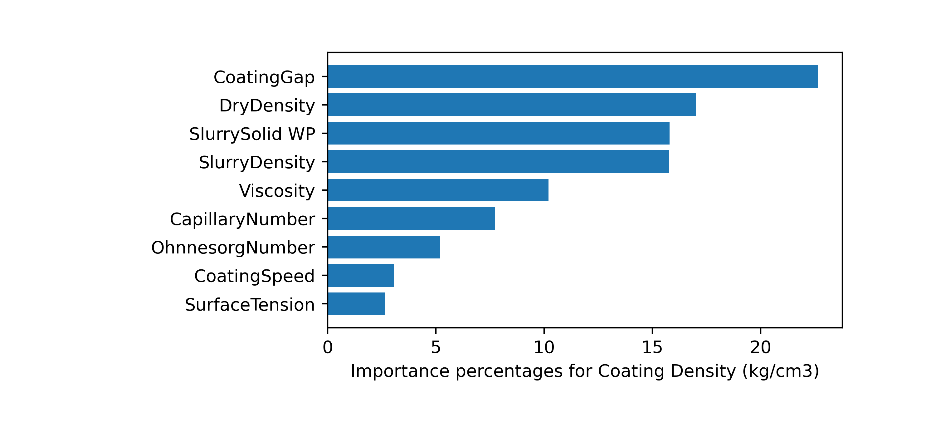 CoatingGap
DryDensity
SlurrySolid WP
SlurryDensity
Viscosity
CapillaryNumber
OhnnesorgNumber
CoatingSpeed
SurfaceTension
0 5 10 15 20
Importance percentages for Coating Density (kg/cm3)